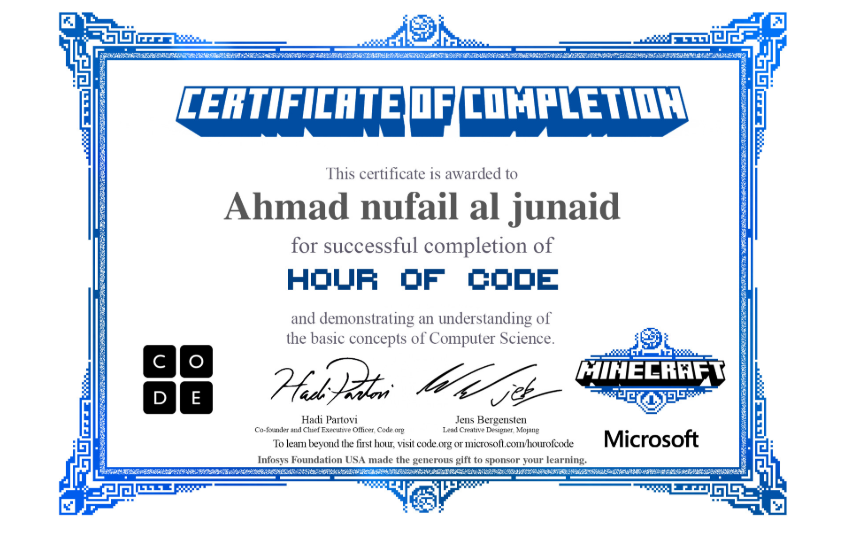 CERTIFICATE OF COMPLETION
This certificate is awarded to
Ahmad nufail al junaid
for successful completion of
HOUR OF CODE
and demonstrating an understanding of
the basic concepts of Computer Science.
C O
D E
Hadi Partovi
Hadi Partovi
Co-founder and Chief Executive Officer, Code.org
Jens Bergensten
Lead Creative Designer, Mojang
MINECRAFT
Microsoft
To learn beyond the first hour, visit code.org or microsoft.com/hourofcode
Infosys Foundation USA made the generous gift to sponsor your learning.